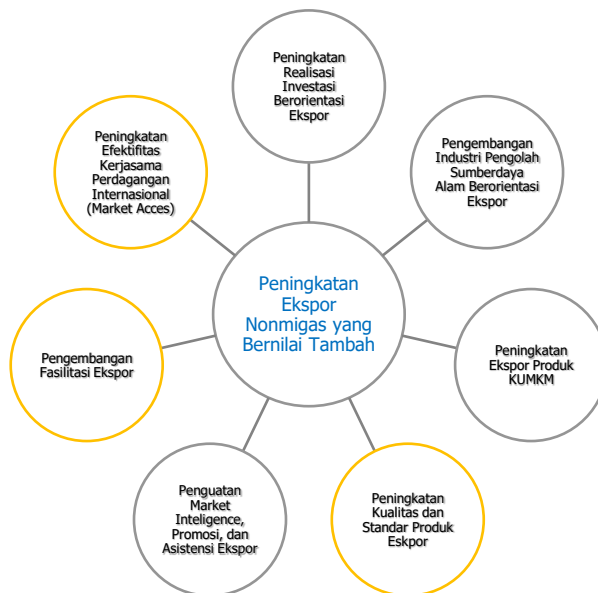 Peningkatan
Realisasi
Investasi
Berorientasi
Ekspor
Peningkatan
Efektifitas
Kerjasama
Perdagangan
Internasional
(Market Acces)
Pengembangan
Industri Pengolah
Sumberdaya
Alam Berorientasi
Ekspor
Peningkatan
Ekspor
Nonmigas yang
Bernilai Tambah
Pengembangan
Fasilitasi Ekspor
Peningkatan
Ekspor Produk
KUMKM
Penguatan
Market
Inteligence,
Promosi, dan
Asistensi Ekspor
Peningkatan
Kualitas dan
Standar Produk
Eskpor